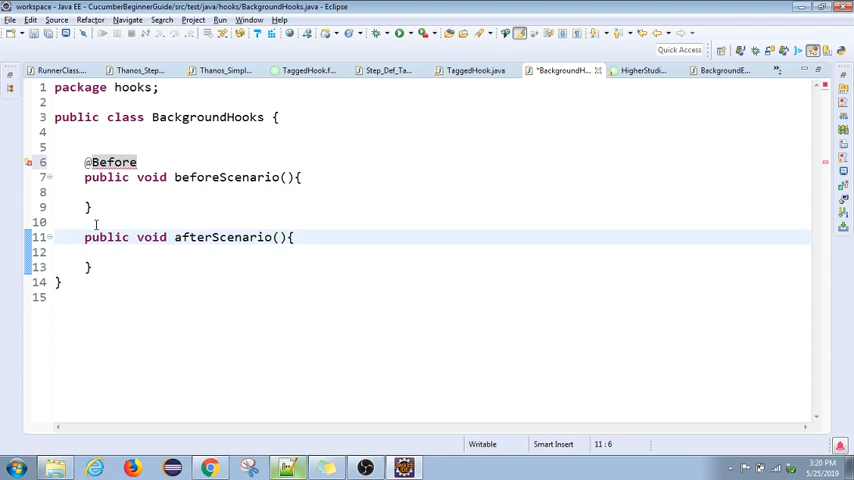 workspace - Java EE - CucumberBeginnerGuide/src/test/java/hooks/BackgroundHooks.java - Eclipse
File Edit Source Refactor Navigate Search Project Run Window Help
Quick Access
RunnerClass.... Thanos_Step... Thanos_Simpl... TaggedHook.f... Step_Def_Ta... TaggedHook.java *BackgroundH... HigherStudi... BackgroundE...
1 package hooks;
2
3 public class BackgroundHooks {
4
5
6 @Before
7 public void beforeScenario(){
8
9 }
10
11 public void afterScenario(){
12
13 }
14 }
15
Writable Smart Insert 11 : 6
3:20 PM
5/25/2019